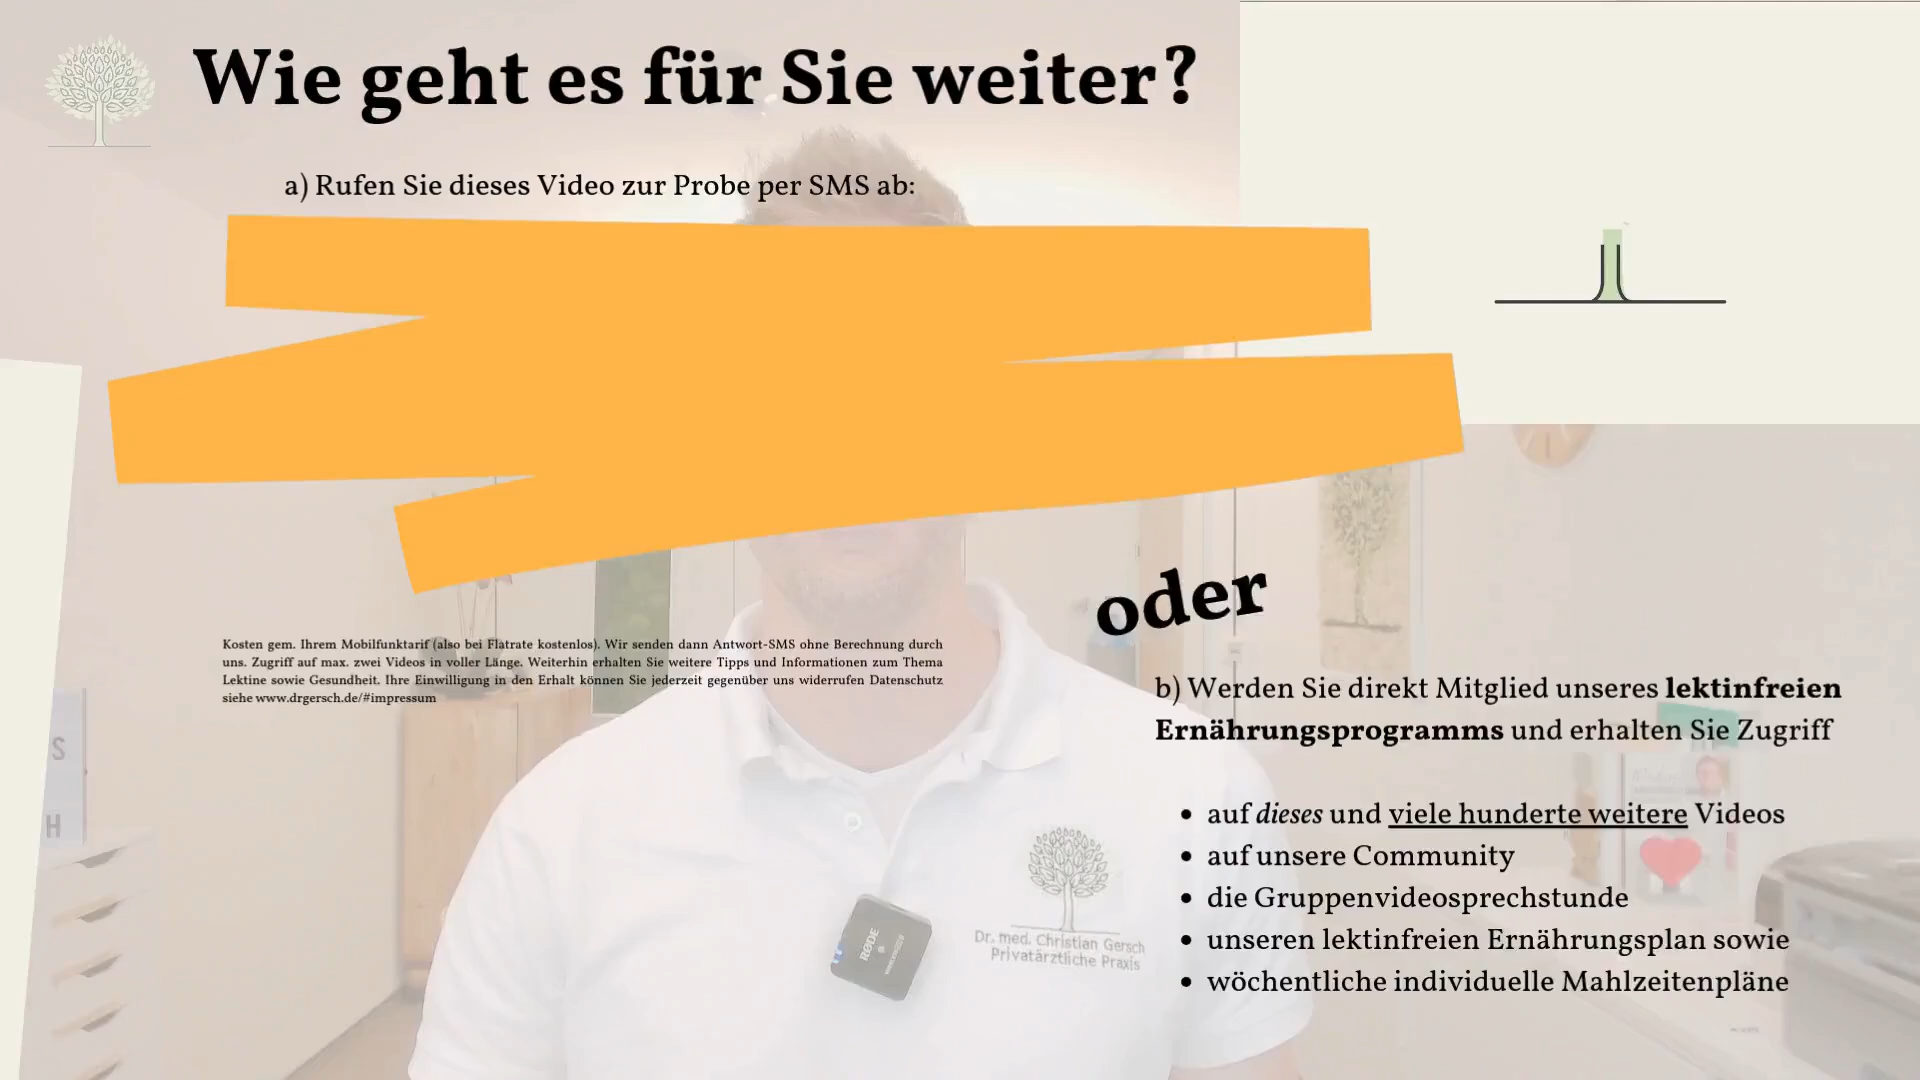 Wie geht es für Sie weiter?
a) Rufen Sie dieses Video zur Probe per SMS ab:
oder
Kosten gem. Ihrem Mobilfunktarif (also bei Flatrate kostenlos). Wir senden dann Antwort-SMS ohne Berechnung durch
uns. Zugriff auf max. zwei Videos in voller Länge. Weiterhin erhalten Sie weitere Tipps und Informationen zum Thema
Lektine sowie Gesundheit. Ihre Einwilligung in den Erhalt können Sie jederzeit gegenüber uns widerrufen Datenschutz
siehe www.drgersch.de/#impressum
b) Werden Sie direkt Mitglied unseres lektinfreien
Ernährungsprogramms und erhalten Sie Zugriff
• auf dieses und viele hunderte weitere Videos
• auf unsere Community
• die Gruppenvideosprechstunde
• unseren lektinfreien Ernährungsplan sowie
• wöchentliche individuelle Mahlzeitenpläne
S
H
RØDE
Dr. med. Christian Gersch
Privatärztliche Praxis